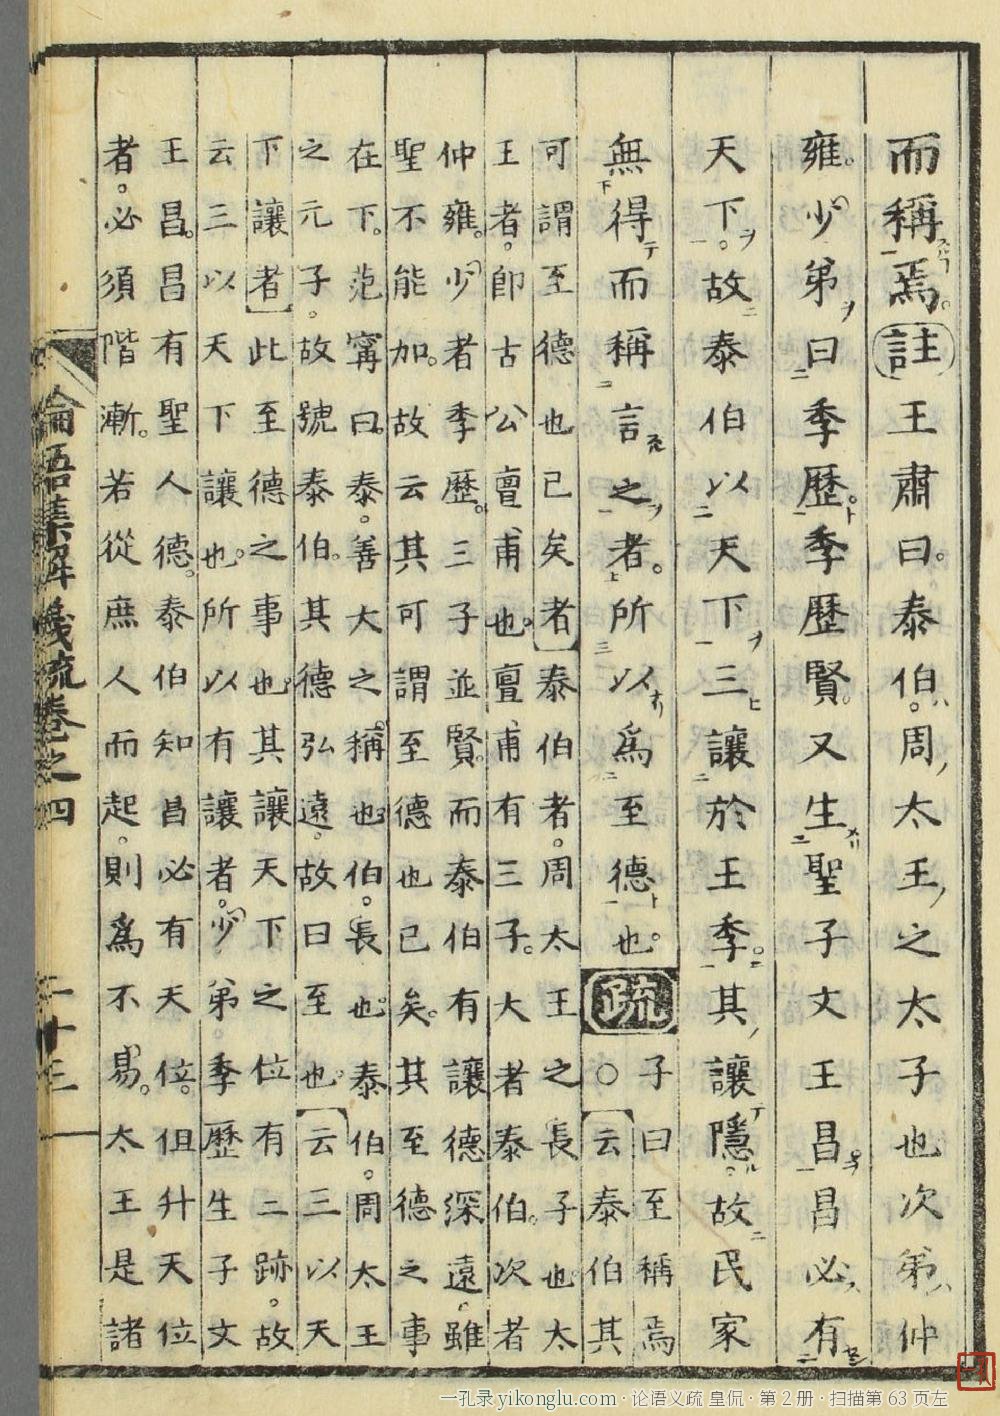 而稱焉註王肅曰泰伯周太王之太子也次弟仲
雍少弟曰季歷季歷賢又生聖子文王昌昌必有
天下故泰伯以天下三讓於王季其讓隱故民家
無得而稱言之者所以為至德也疏子曰至稱焉
○云泰伯其
可謂至德也已矣者泰伯者周太王之長子也太
王者即古公亶甫也亶甫有三子大者泰伯次者
仲雍少者季歷三子並賢而泰伯有讓德深遠雖
聖不能加故云其可謂至德也已矣其至德之事
在下范寗曰泰善大之稱也伯長也泰伯周太王
之元子故號泰伯其德弘遠故曰至也云三以天
下讓者此至德之事也其讓天下之位有二跡故
云三以天下讓也所以有讓者少弟季歷生子文
王昌昌有聖人德泰伯知昌必有天位但升天位
者必須階漸若從庶人而起則為不易太王是諸
論語集解義疏卷之四
二十三
一孔录 yikonglu.com · 论语义疏 皇侃 · 第 2 册 · 扫描第 63 页左